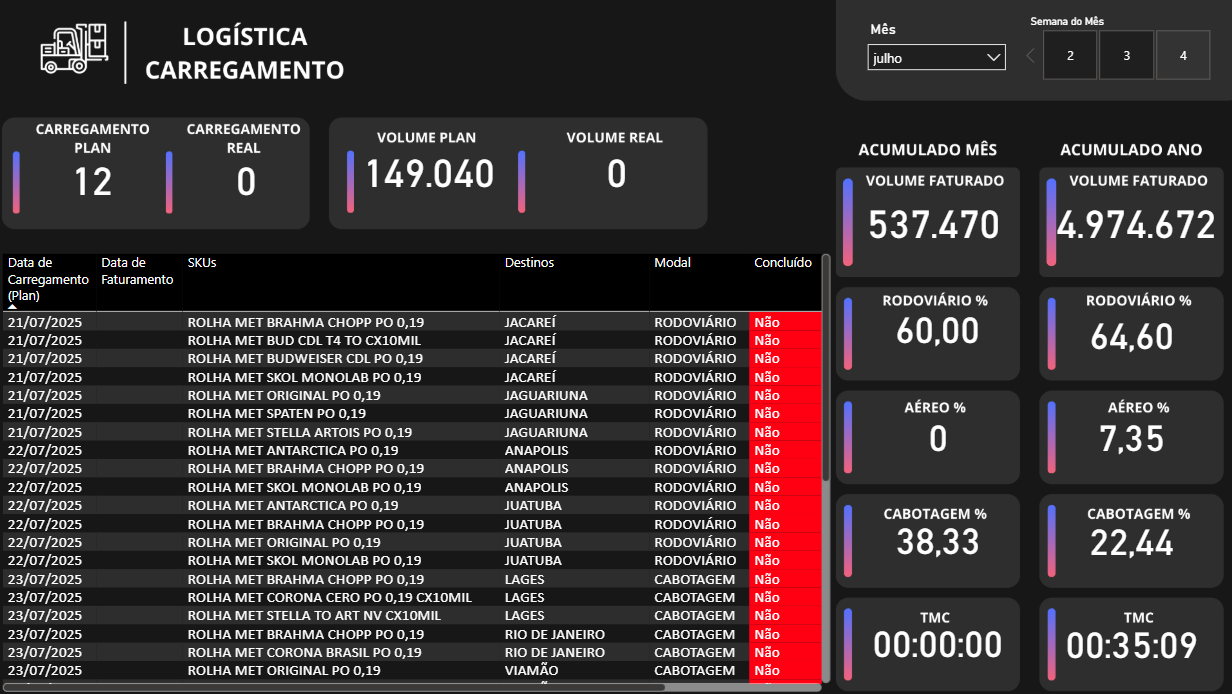 LOGÍSTICA
CARREGAMENTO
Mês
julho
Semana do Mês
2 3 4
CARREGAMENTO PLAN
12
CARREGAMENTO REAL
0
VOLUME PLAN
149.040
VOLUME REAL
0
Data de Carregamento (Plan) Data de Faturamento SKUs Destinos Modal Concluído
21/07/2025 ROLHA MET BRAHMA CHOPP PO 0,19 JACAREÍ RODOVIÁRIO Não
21/07/2025 ROLHA MET BUD CDL T4 TO CX10MIL JACAREÍ RODOVIÁRIO Não
21/07/2025 ROLHA MET BUDWEISER CDL PO 0,19 JACAREÍ RODOVIÁRIO Não
21/07/2025 ROLHA MET SKOL MONOLAB PO 0,19 JACAREÍ RODOVIÁRIO Não
21/07/2025 ROLHA MET ORIGINAL PO 0,19 JAGUARIUNA RODOVIÁRIO Não
21/07/2025 ROLHA MET SPATEN PO 0,19 JAGUARIUNA RODOVIÁRIO Não
21/07/2025 ROLHA MET STELLA ARTOIS PO 0,19 JAGUARIUNA RODOVIÁRIO Não
22/07/2025 ROLHA MET ANTARCTICA PO 0,19 ANAPOLIS RODOVIÁRIO Não
22/07/2025 ROLHA MET BRAHMA CHOPP PO 0,19 ANAPOLIS RODOVIÁRIO Não
22/07/2025 ROLHA MET SKOL MONOLAB PO 0,19 ANAPOLIS RODOVIÁRIO Não
22/07/2025 ROLHA MET ANTARCTICA PO 0,19 JUATUBA RODOVIÁRIO Não
22/07/2025 ROLHA MET BRAHMA CHOPP PO 0,19 JUATUBA RODOVIÁRIO Não
22/07/2025 ROLHA MET ORIGINAL PO 0,19 JUATUBA RODOVIÁRIO Não
22/07/2025 ROLHA MET SKOL MONOLAB PO 0,19 JUATUBA RODOVIÁRIO Não
23/07/2025 ROLHA MET BRAHMA CHOPP PO 0,19 LAGES CABOTAGEM Não
23/07/2025 ROLHA MET CORONA CERO PO 0,19 CX10MIL LAGES CABOTAGEM Não
23/07/2025 ROLHA MET STELLA TO ART NV CX10MIL LAGES CABOTAGEM Não
23/07/2025 ROLHA MET BRAHMA CHOPP PO 0,19 RIO DE JANEIRO CABOTAGEM Não
23/07/2025 ROLHA MET CORONA BRASIL PO 0,19 RIO DE JANEIRO CABOTAGEM Não
23/07/2025 ROLHA MET ORIGINAL PO 0,19 VIAMÃO CABOTAGEM Não
ACUMULADO MÊS
VOLUME FATURADO
537.470
RODOVIÁRIO %
60,00
AÉREO %
0
CABOTAGEM %
38,33
TMC
00:00:00
ACUMULADO ANO
VOLUME FATURADO
4.974.672
RODOVIÁRIO %
64,60
AÉREO %
7,35
CABOTAGEM %
22,44
TMC
00:35:09